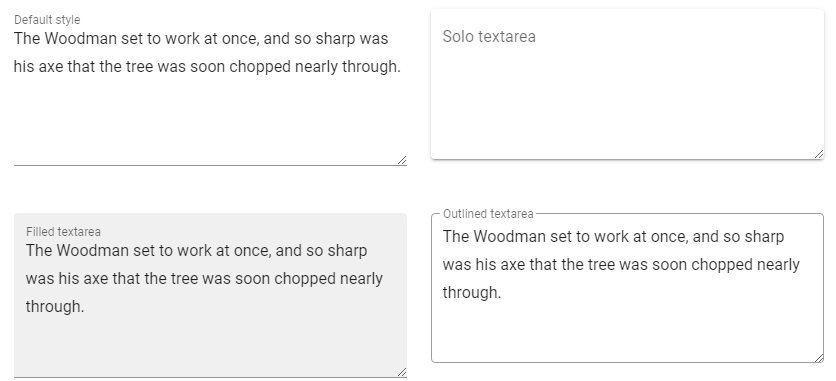 Default style
The Woodman set to work at once, and so sharp was
his axe that the tree was soon chopped nearly through.
Solo textarea
Filled textarea
The Woodman set to work at once, and so sharp
was his axe that the tree was soon chopped nearly
through.
Outlined textarea
The Woodman set to work at once, and so sharp
was his axe that the tree was soon chopped nearly
through.